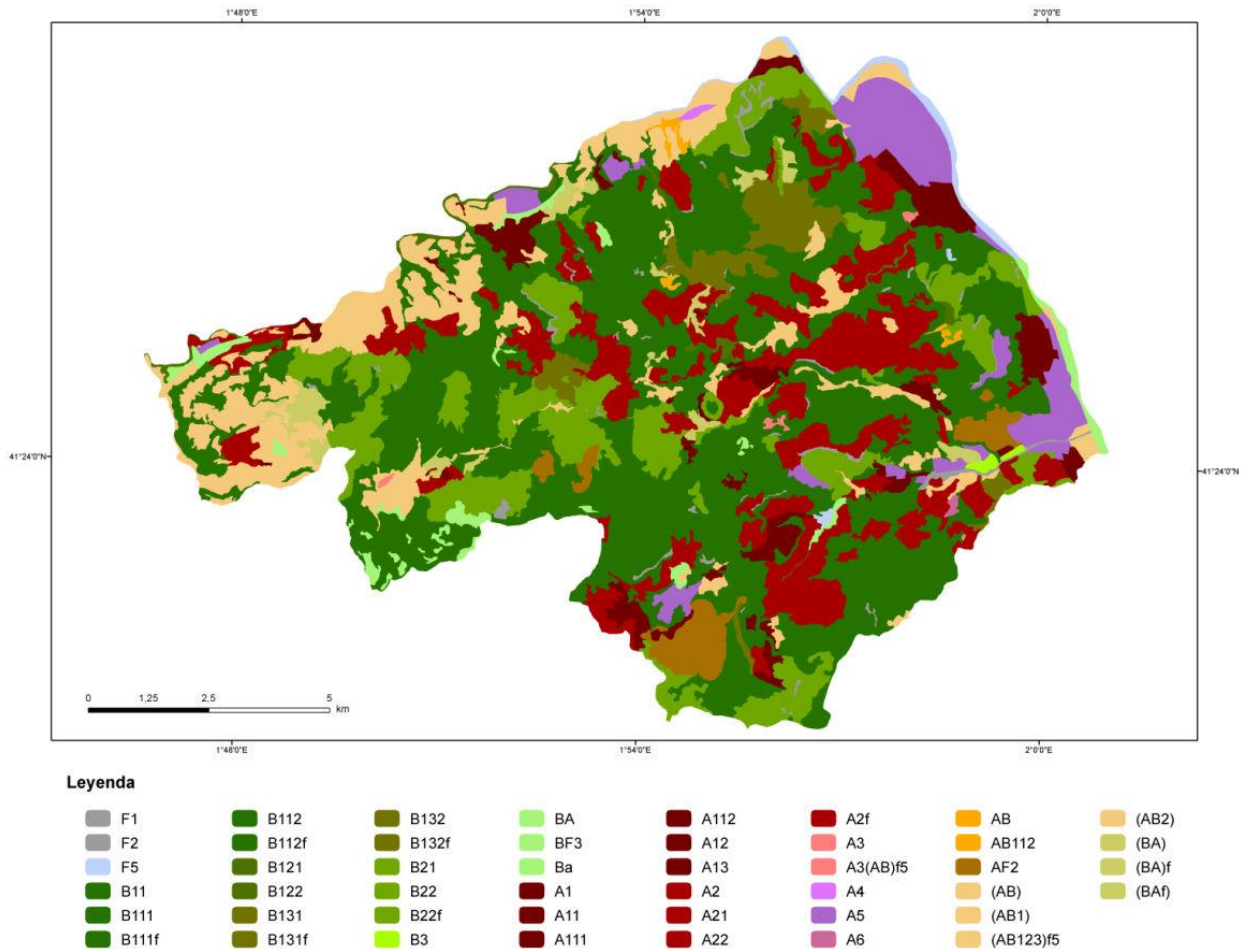 1°48'0"E 1°54'0"E 2°0'0"E
41°24'0"N 41°24'0"N
0 1,25 2,5 5
km
1°48'0"E 1°54'0"E 2°0'0"E
Leyenda
F1 B112 B132 BA A112 A2f AB (AB2)
F2 B112f B132f BF3 A12 A3 AB112 (BA)
F5 B121 B21 Ba A13 A3(AB)f5 AF2 (BA)f
B11 B122 B22 A1 A2 A4 (AB) (BAf)
B111 B131 B22f A11 A21 A5 (AB1)
B111f B131f B3 A111 A22 A6 (AB123)f5